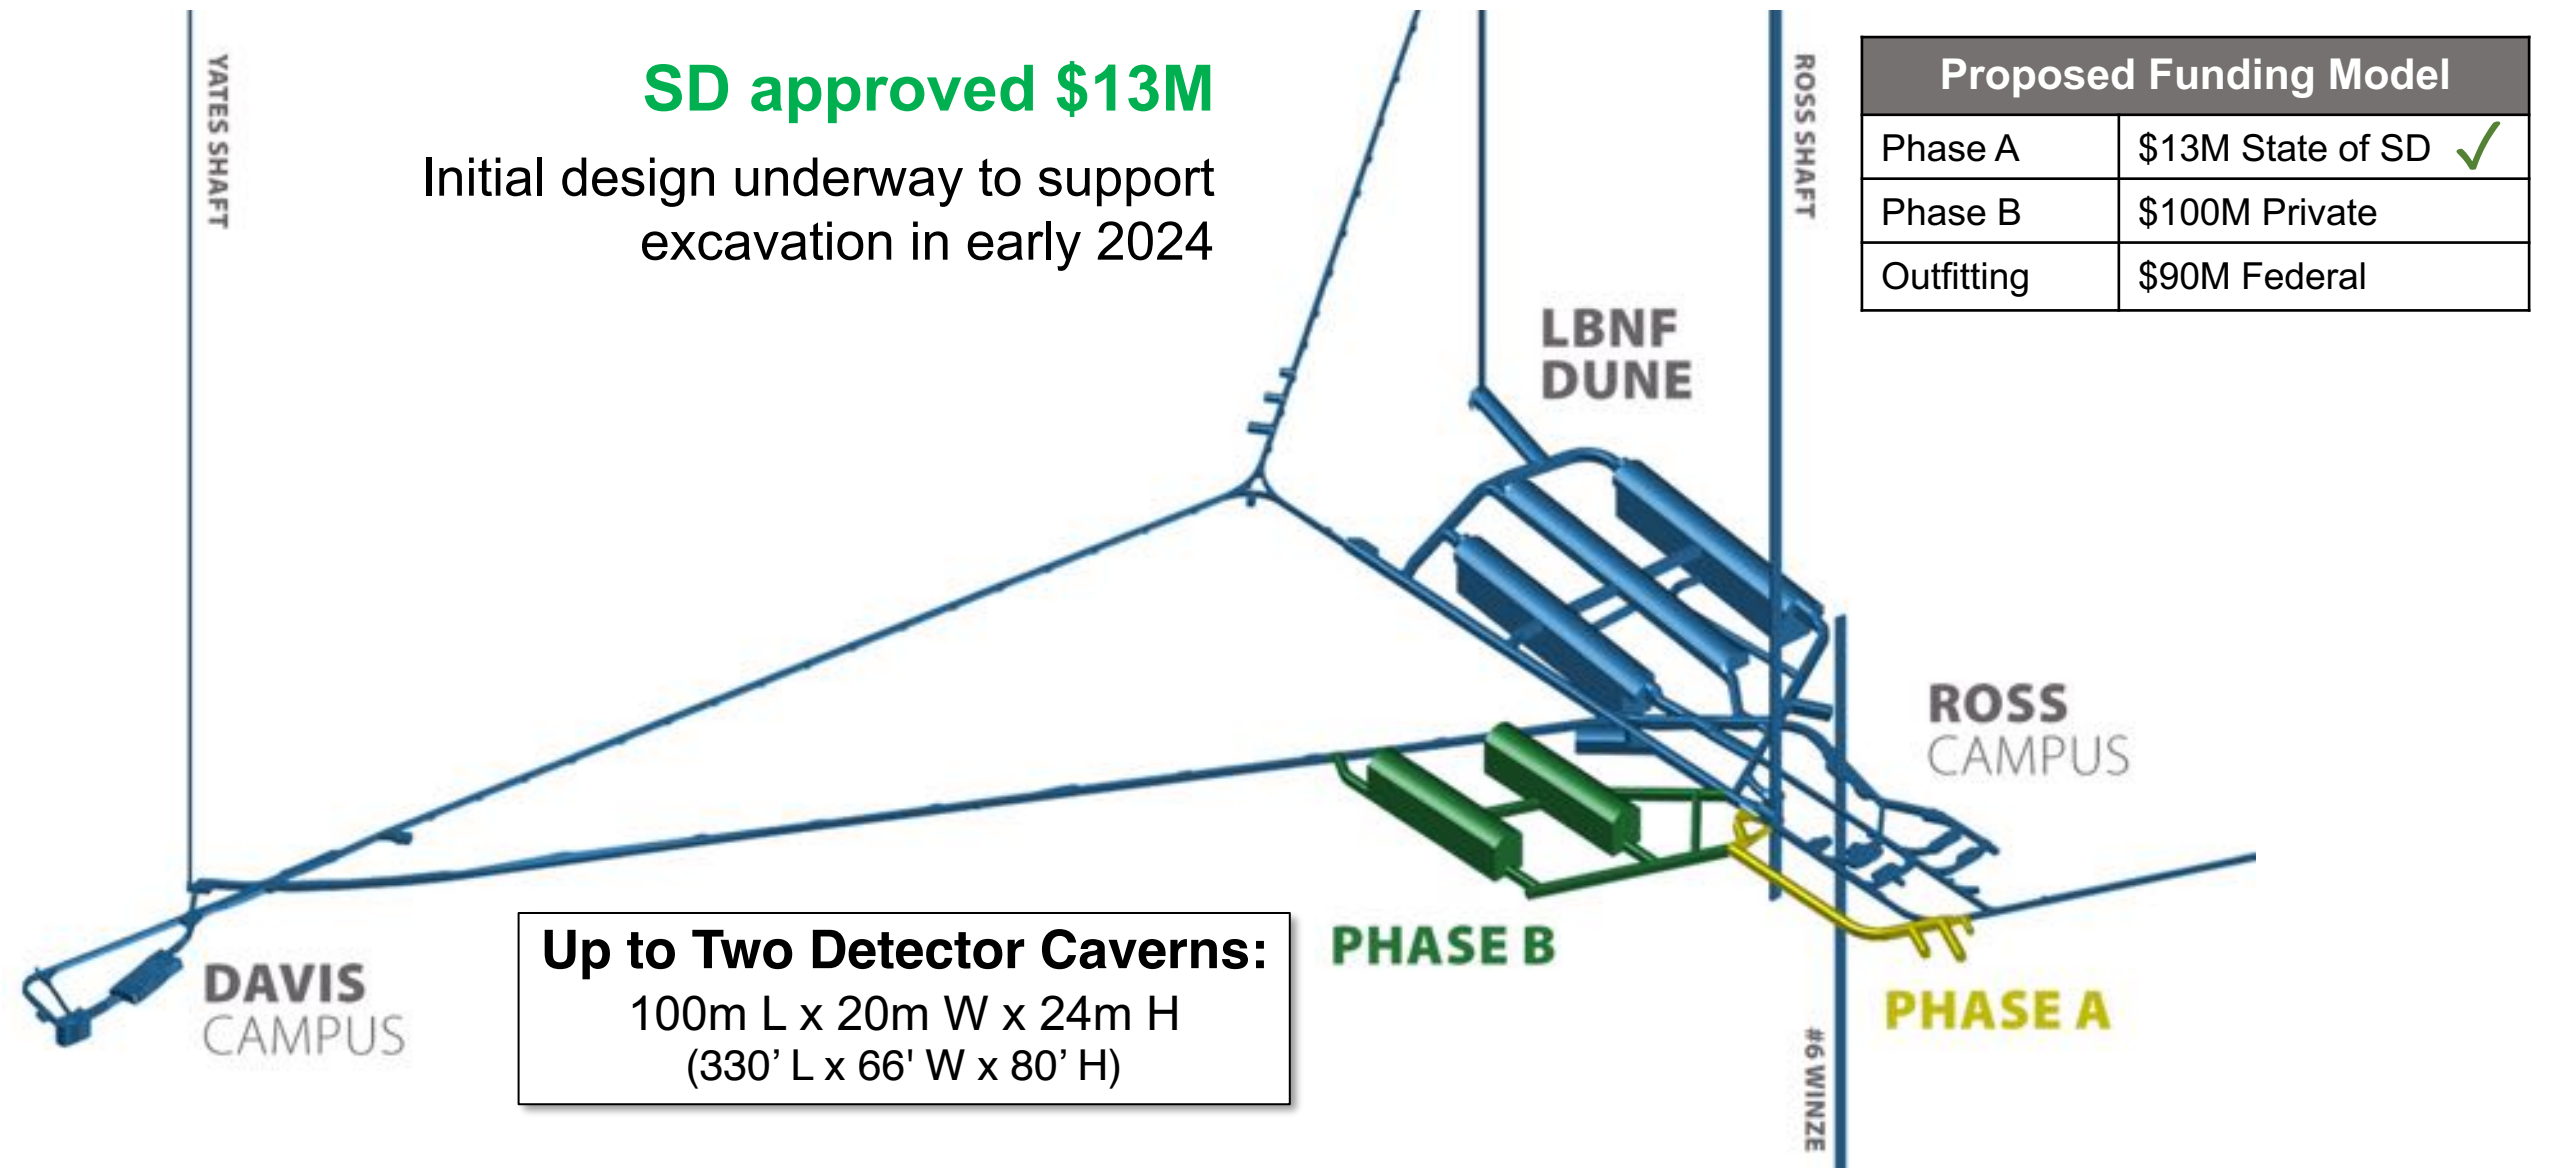 YATES SHAFT
SD approved $13M
Initial design underway to support
excavation in early 2024
ROSS SHAFT
Proposed Funding Model
Phase A $13M State of SD ✓
Phase B $100M Private
Outfitting $90M Federal
LBNF
DUNE
ROSS
CAMPUS
PHASE B
PHASE A
DAVIS
CAMPUS
Up to Two Detector Caverns:
100m L x 20m W x 24m H
(330’ L x 66' W x 80’ H)
#6 WINZE